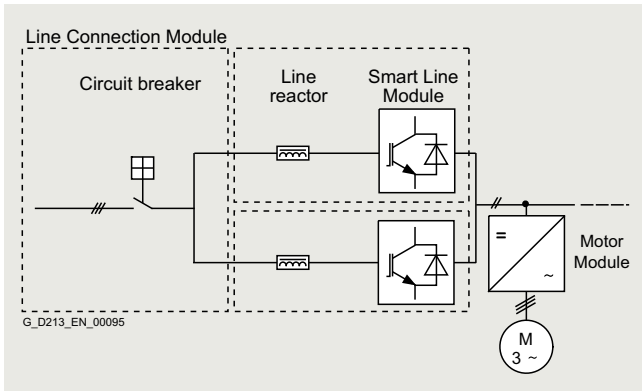 Line Connection Module
Circuit breaker
Line
reactor
Smart Line
Module
=
~
Motor
Module
M
3 ~
G_D213_EN_00095